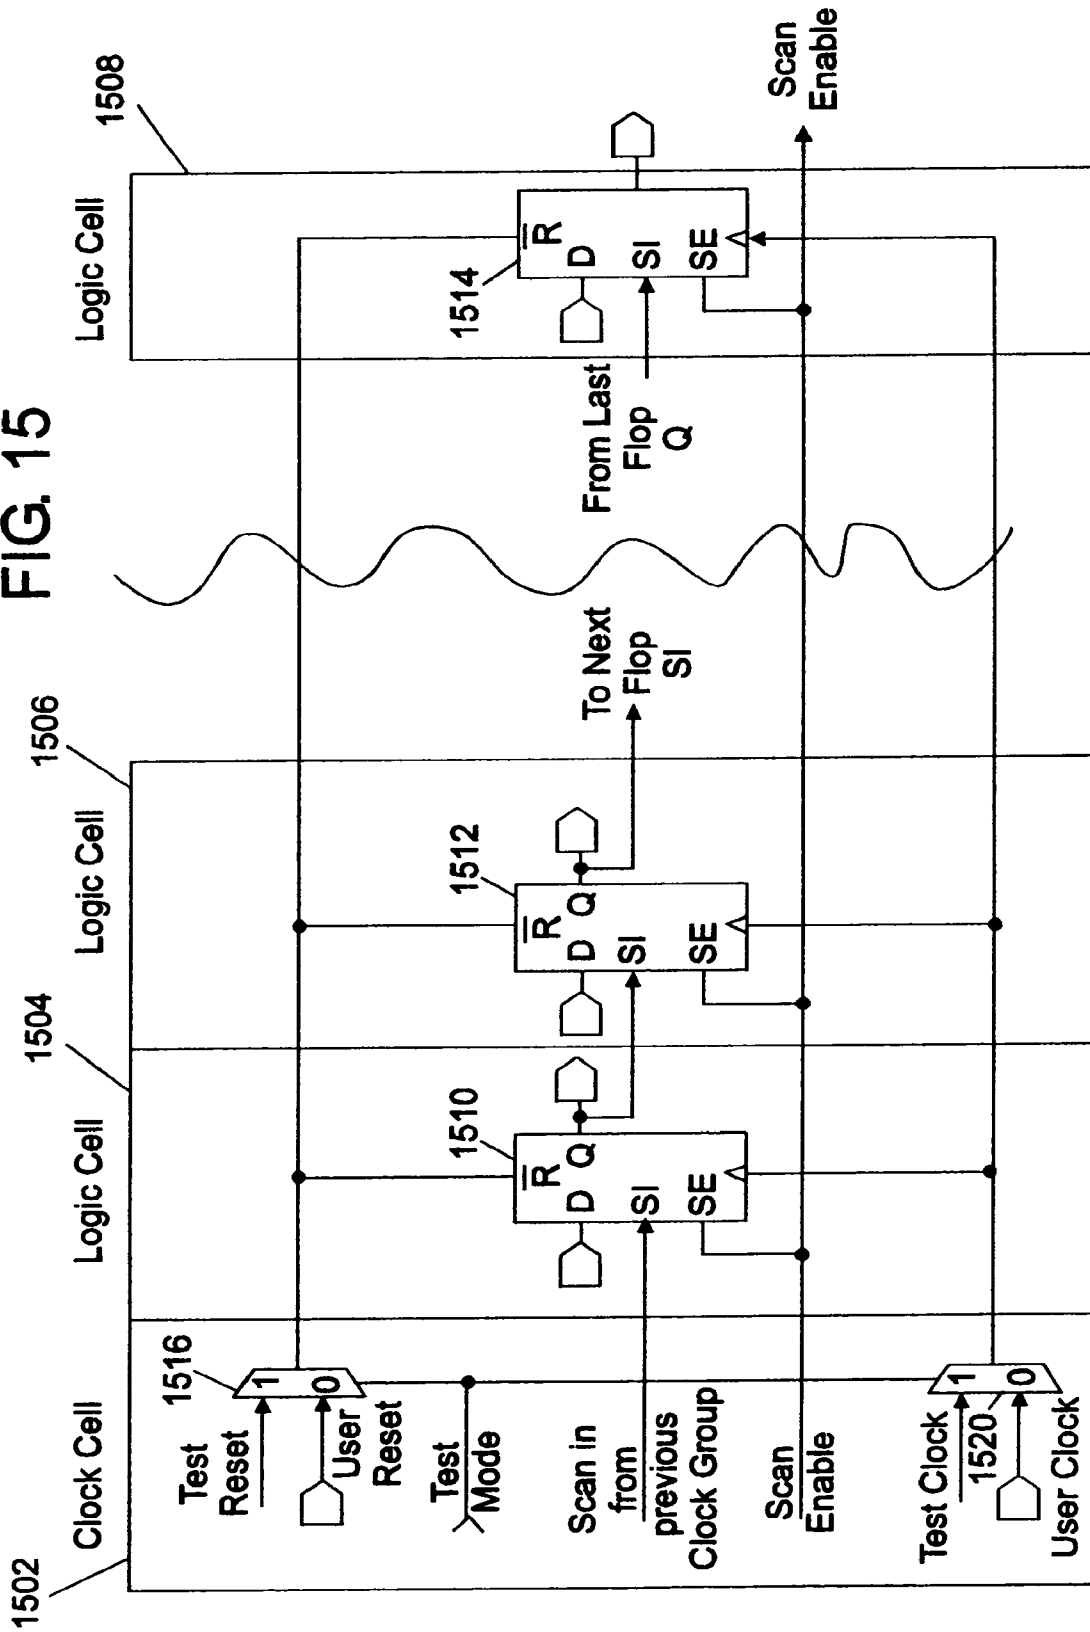 FIG. 15
1502
Clock Cell
1504
Logic Cell
1506
Logic Cell
1508
Logic Cell
1516
Test
Reset
1
0
User
Reset
Test
Mode
Scan in
from
previous
Clock Group
Scan
Enable
Test Clock
1520
1
0
User Clock
1510
R
D Q
SI
SE
1512
R
D Q
SI
SE
To Next
Flop
SI
From Last
Flop
Q
1514
R
D
SI
SE
Scan
Enable